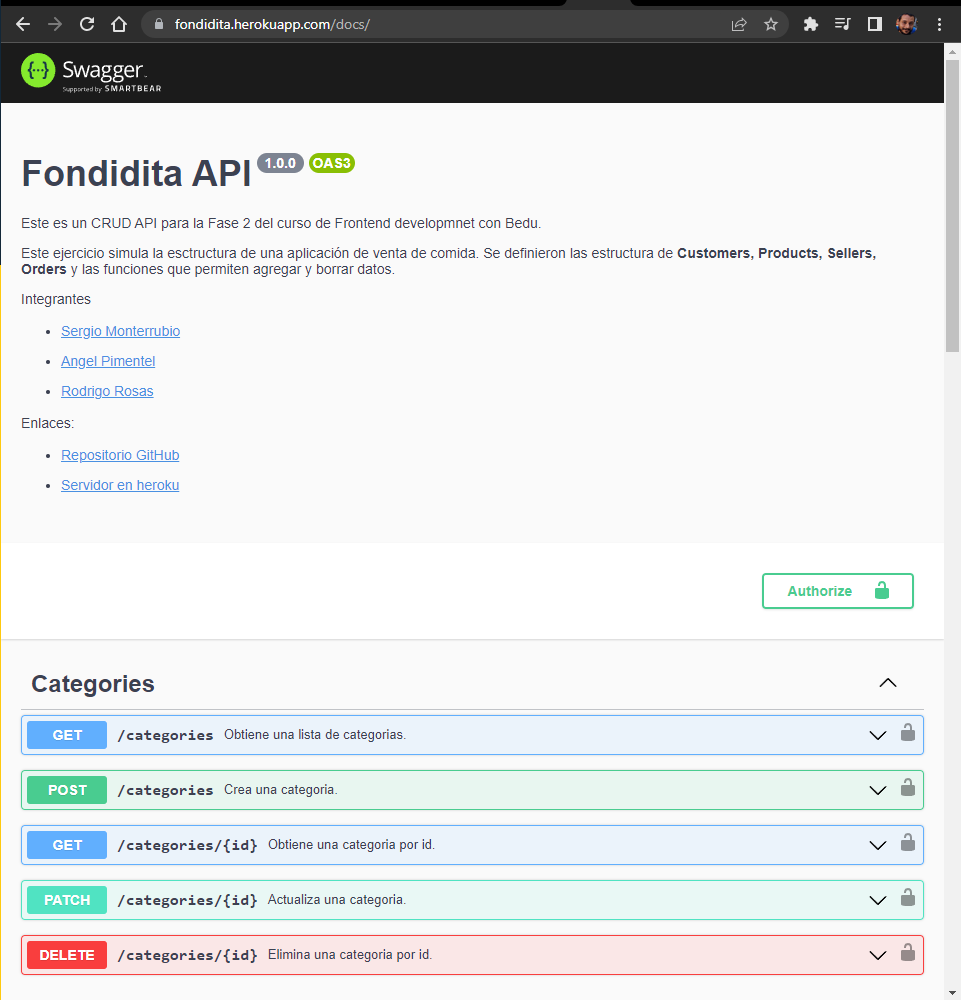 fondidita.herokuapp.com/docs/
{···} Swagger
Supported by SMARTBEAR
Fondidita API 1.0.0 OAS3
Este es un CRUD API para la Fase 2 del curso de Frontend developmnet con Bedu.
Este ejercicio simula la esctructura de una aplicación de venta de comida. Se definieron las estructura de Customers, Products, Sellers,
Orders y las funciones que permiten agregar y borrar datos.
Integrantes
• Sergio Monterrubio
• Angel Pimentel
• Rodrigo Rosas
Enlaces:
• Repositorio GitHub
• Servidor en heroku
Authorize
Categories
GET /categories Obtiene una lista de categorias.
POST /categories Crea una categoria.
GET /categories/{id} Obtiene una categoria por id.
PATCH /categories/{id} Actualiza una categoria.
DELETE /categories/{id} Elimina una categoria por id.